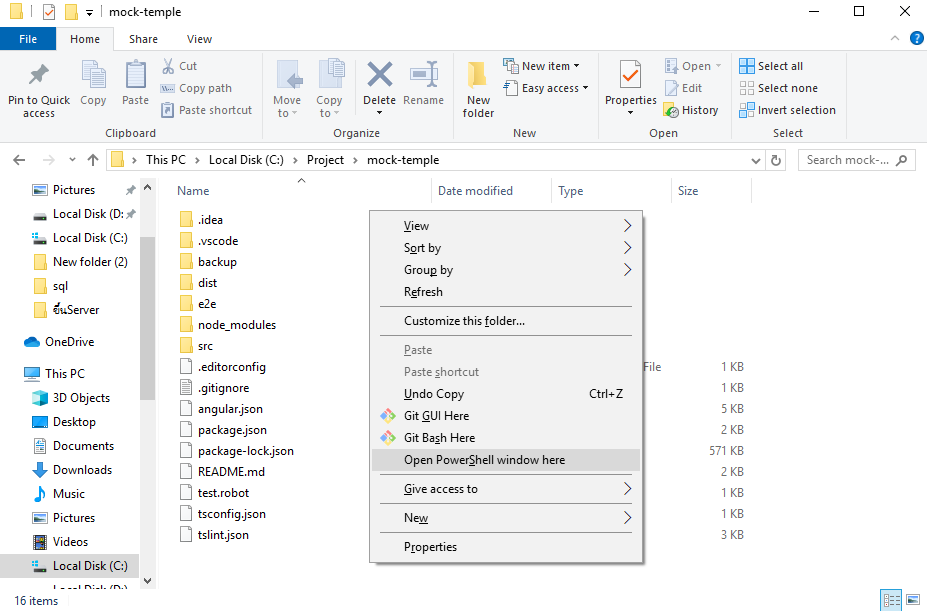 mock-temple
File Home Share View
Pin to Quick access
Copy
Paste
Cut
Copy path
Paste shortcut
Clipboard
Move to
Copy to
Delete
Rename
Organize
New folder
New item
Easy access
New
Properties
Open
Edit
History
Open
Select all
Select none
Invert selection
Select
This PC > Local Disk (C:) > Project > mock-temple
Search mock-...
Pictures
Local Disk (D:
Local Disk (C:)
New folder (2)
sql
ขึ้นServer
OneDrive
This PC
3D Objects
Desktop
Documents
Downloads
Music
Pictures
Videos
Local Disk (C:)
Name Date modified Type Size
.idea
.vscode
backup
dist
e2e
node_modules
src
.editorconfig File 1 KB
.gitignore 1 KB
angular.json 5 KB
package.json 2 KB
package-lock.json 571 KB
README.md 2 KB
test.robot 1 KB
tsconfig.json 1 KB
tslint.json 3 KB
View
Sort by
Group by
Refresh
Customize this folder...
Paste
Paste shortcut
Undo Copy Ctrl+Z
Git GUI Here
Git Bash Here
Open PowerShell window here
Give access to
New
Properties
16 items